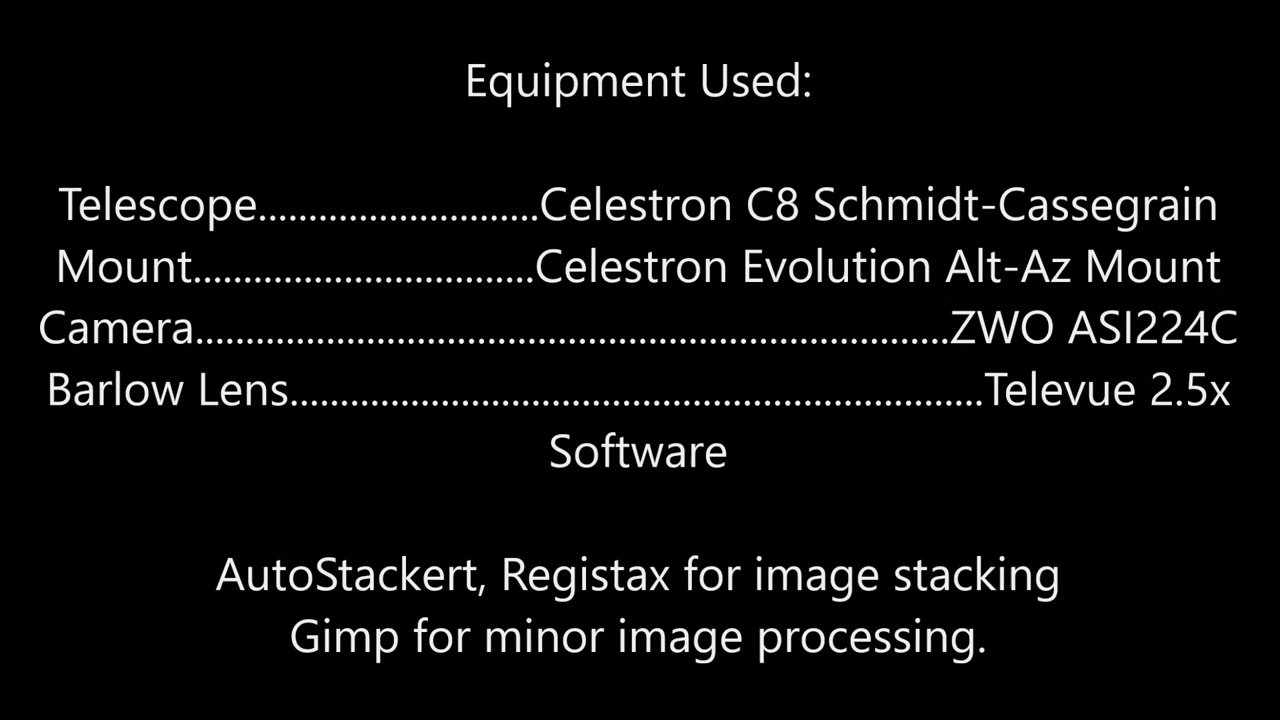 Equipment Used:
Telescope............................Celestron C8 Schmidt-Cassegrain
Mount..................................Celestron Evolution Alt-Az Mount
Camera...........................................................................ZWO ASI224C
Barlow Lens.....................................................................Televue 2.5x
Software
AutoStackert, Registax for image stacking
Gimp for minor image processing.